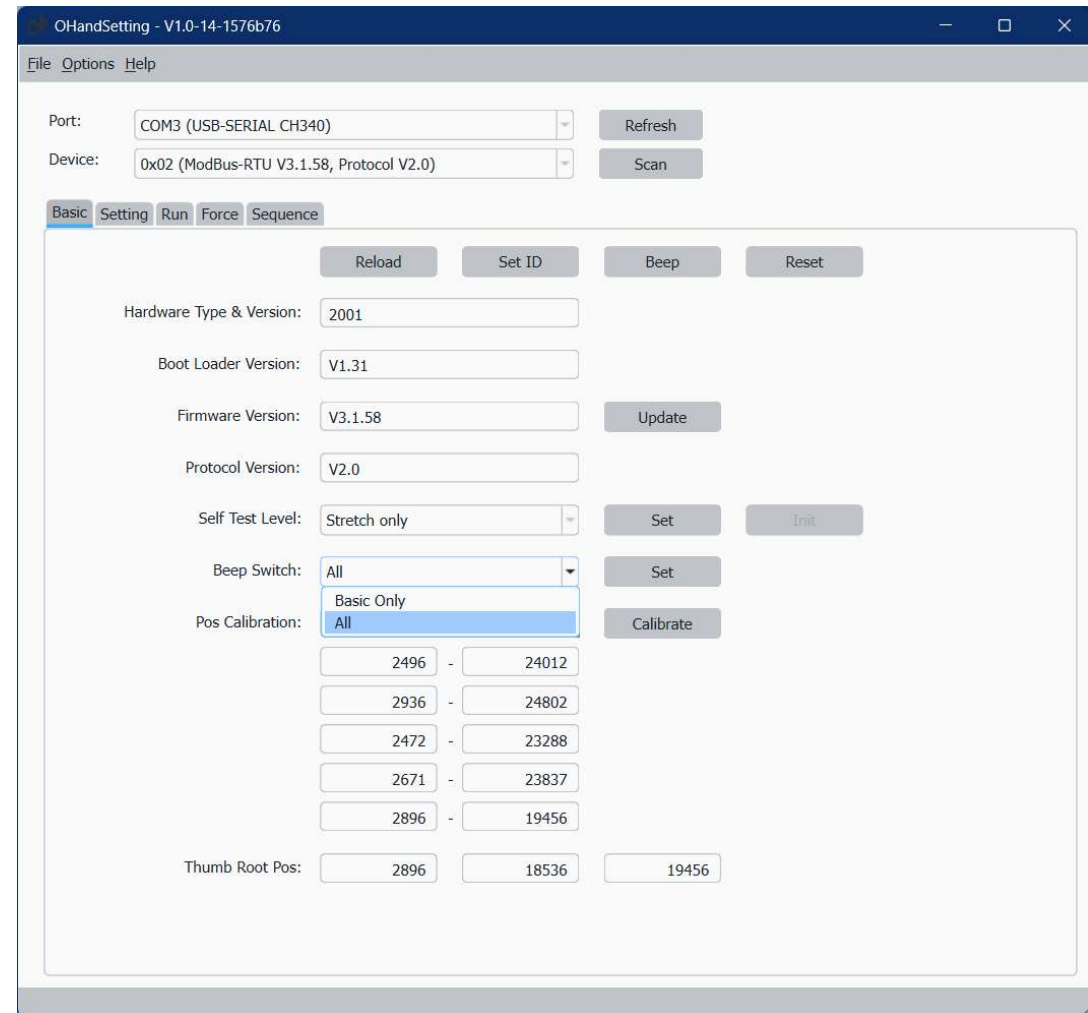 OHandSetting - V1.0-14-1576b76
File Options Help
Port: COM3 (USB-SERIAL CH340) Refresh
Device: 0x02 (ModBus-RTU V3.1.58, Protocol V2.0) Scan
Basic Setting Run Force Sequence
Reload Set ID Beep Reset
Hardware Type & Version: 2001
Boot Loader Version: V1.31
Firmware Version: V3.1.58 Update
Protocol Version: V2.0
Self Test Level: Stretch only Set Init
Beep Switch: All Set
Basic Only
Pos Calibration: All Calibrate
2496 - 24012
2936 - 24802
2472 - 23288
2671 - 23837
2896 - 19456
Thumb Root Pos: 2896 18536 19456